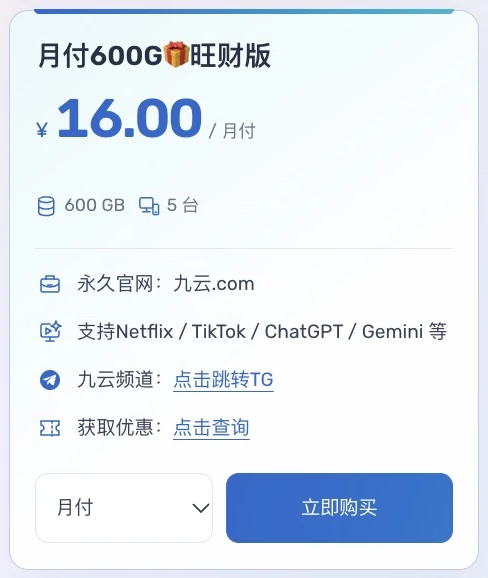 月付600G🎁旺财版
¥ 16.00 / 月付
600 GB 5 台
永久官网：九云.com
支持Netflix / TikTok / ChatGPT / Gemini 等
九云频道：点击跳转TG
获取优惠：点击查询
月付 立即购买